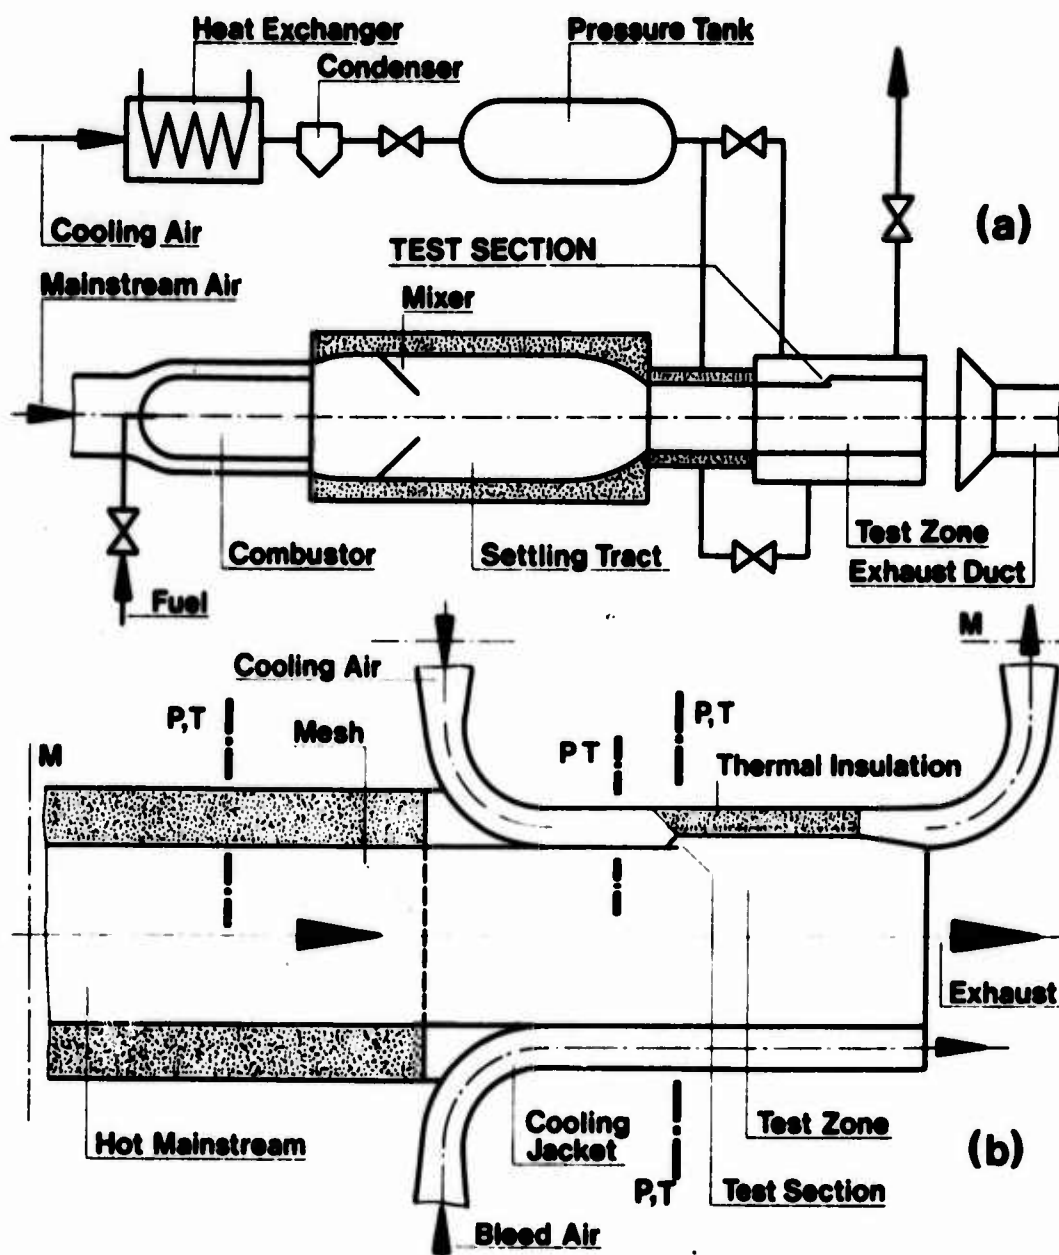 Heat Exchanger
Pressure Tank
Condenser
Cooling Air
(a)
TEST SECTION
Mainstream Air
Mixer
Combustor
Settling Tract
Test Zone
Exhaust Duct
Fuel
M
Cooling Air
P,T
P,T
Mesh
M
P T
Thermal Insulation
Exhaust
Hot Mainstream
Cooling
Jacket
Test Zone
(b)
P,T
Test Section
Bleed Air